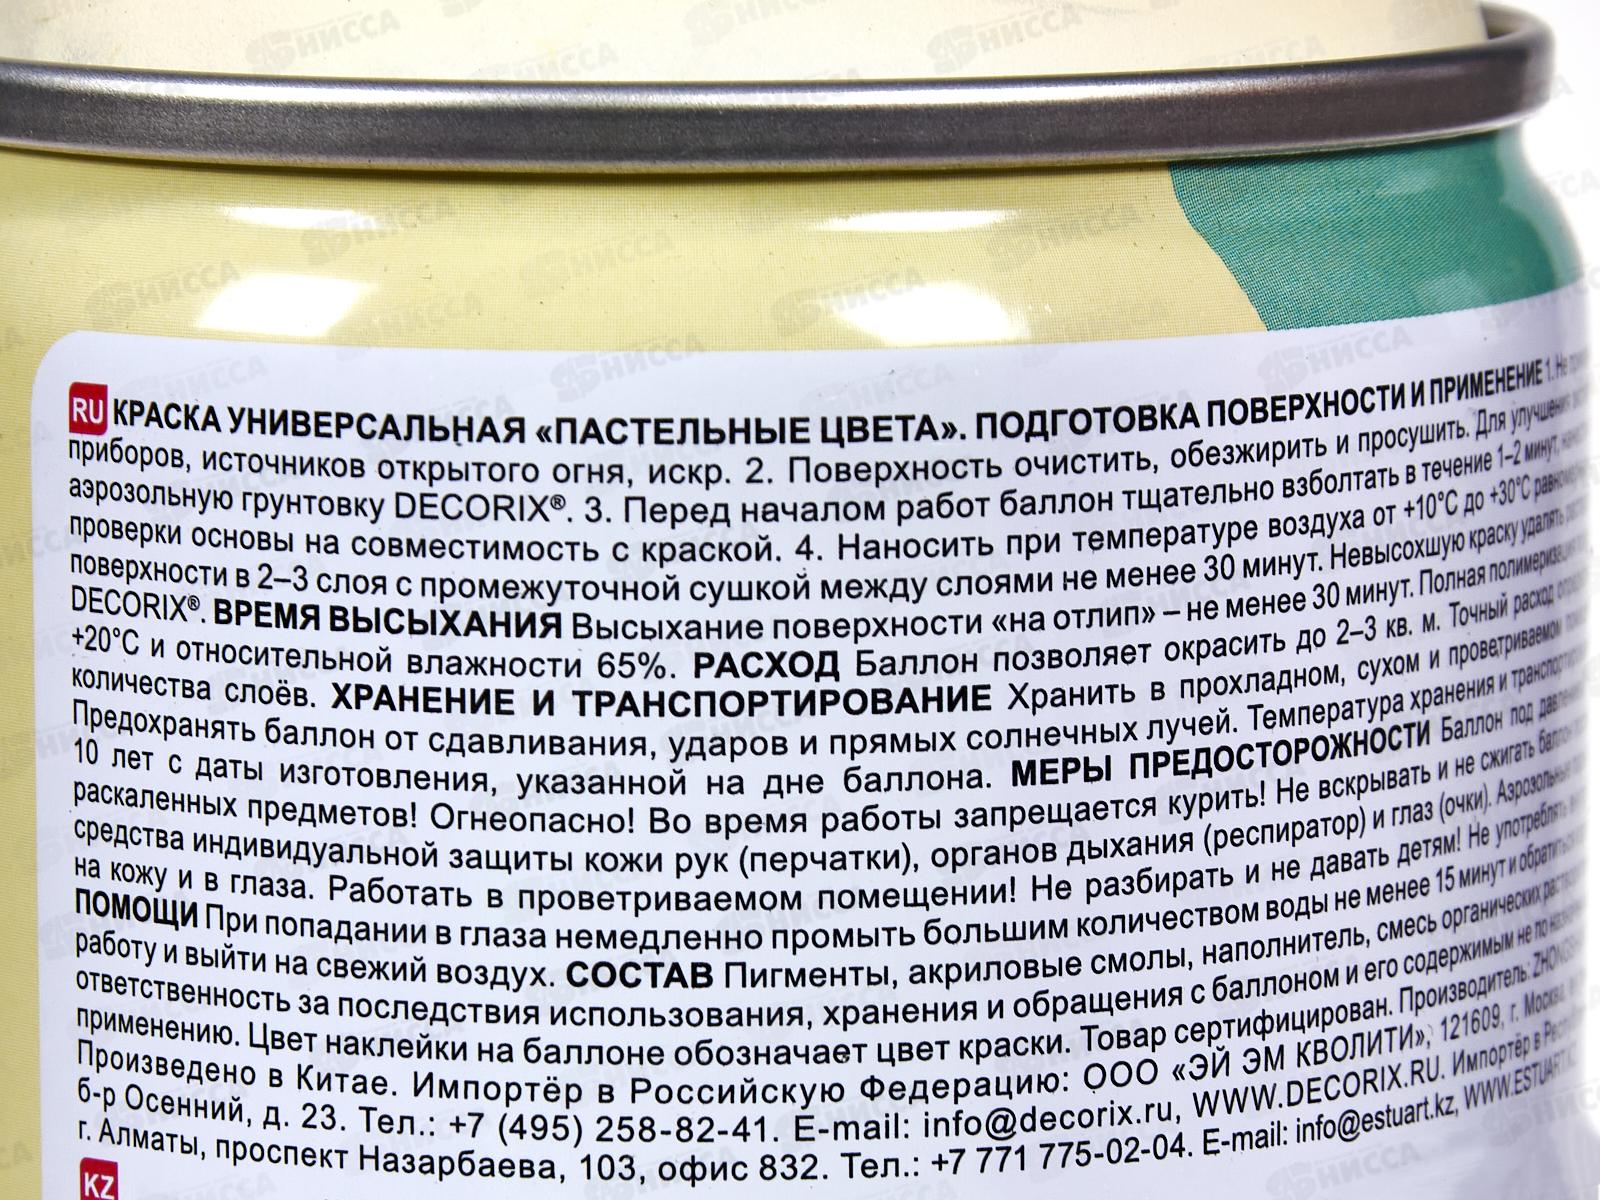 RU КРАСКА УНИВЕРСАЛЬНАЯ «ПАСТЕЛЬНЫЕ ЦВЕТА». ПОДГОТОВКА ПОВЕРХНОСТИ И ПРИМЕНЕНИЕ 1. Не
приборов, источников открытого огня, искр. 2. Поверхность очистить, обезжирить и просушить. Для улучшения
аэрозольную грунтовку DECORIX®. 3. Перед началом работ баллон тщательно взболтать в течение 1–2 минут,
проверки основы на совместимость с краской. 4. Наносить при температуре воздуха от +10°С до +30°С
поверхности в 2–3 слоя с промежуточной сушкой между слоями не менее 30 минут. Невысохшую краску удалять
DECORIX®. ВРЕМЯ ВЫСЫХАНИЯ Высыхание поверхности «на отлип» – не менее 30 минут. Полная полимеризация
+20°С и относительной влажности 65%. РАСХОД Баллон позволяет окрасить до 2–3 кв. м. Точный расход
количества слоёв. ХРАНЕНИЕ И ТРАНСПОРТИРОВАНИЕ Хранить в прохладном, сухом и проветриваемом
Предохранять баллон от сдавливания, ударов и прямых солнечных лучей. Температура хранения и
10 лет с даты изготовления, указанной на дне баллона. МЕРЫ ПРЕДОСТОРОЖНОСТИ Баллон под
раскаленных предметов! Огнеопасно! Во время работы запрещается курить! Не вскрывать и не сжигать
средства индивидуальной защиты кожи рук (перчатки), органов дыхания (респиратор) и глаз (очки). Аэрозольные
на кожу и в глаза. Работать в проветриваемом помещении! Не разбирать и не давать детям! Не употреблять
ПОМОЩИ При попадании в глаза немедленно промыть большим количеством воды не менее 15 минут и обратиться
работу и выйти на свежий воздух. СОСТАВ Пигменты, акриловые смолы, наполнитель, смесь органических
ответственность за последствия использования, хранения и обращения с баллоном и его содержимым не по
применению. Цвет наклейки на баллоне обозначает цвет краски. Товар сертифицирован. Производитель:
Произведено в Китае. Импортёр в Российскую Федерацию: ООО «ЭЙ ЭМ КВОЛИТИ», 121609, г. Москва,
б-р Осенний, д. 23. Тел.: +7 (495) 258-82-41. E-mail: info@decorix.ru, WWW.DECORIX.RU. Импортёр в
г. Алматы, проспект Назарбаева, 103, офис 832. Тел.: +7 771 775-02-04. E-mail: info@estuart.kz,
KZ